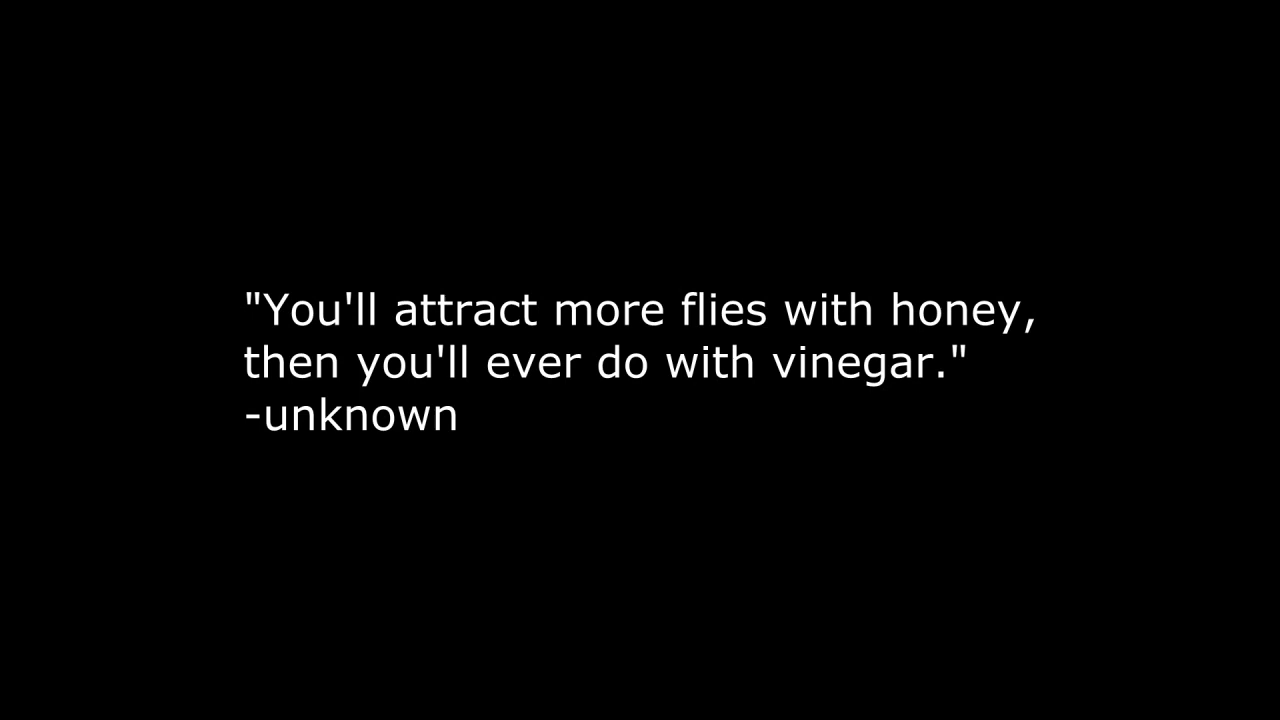 "You'll attract more flies with honey,
then you'll ever do with vinegar."
-unknown